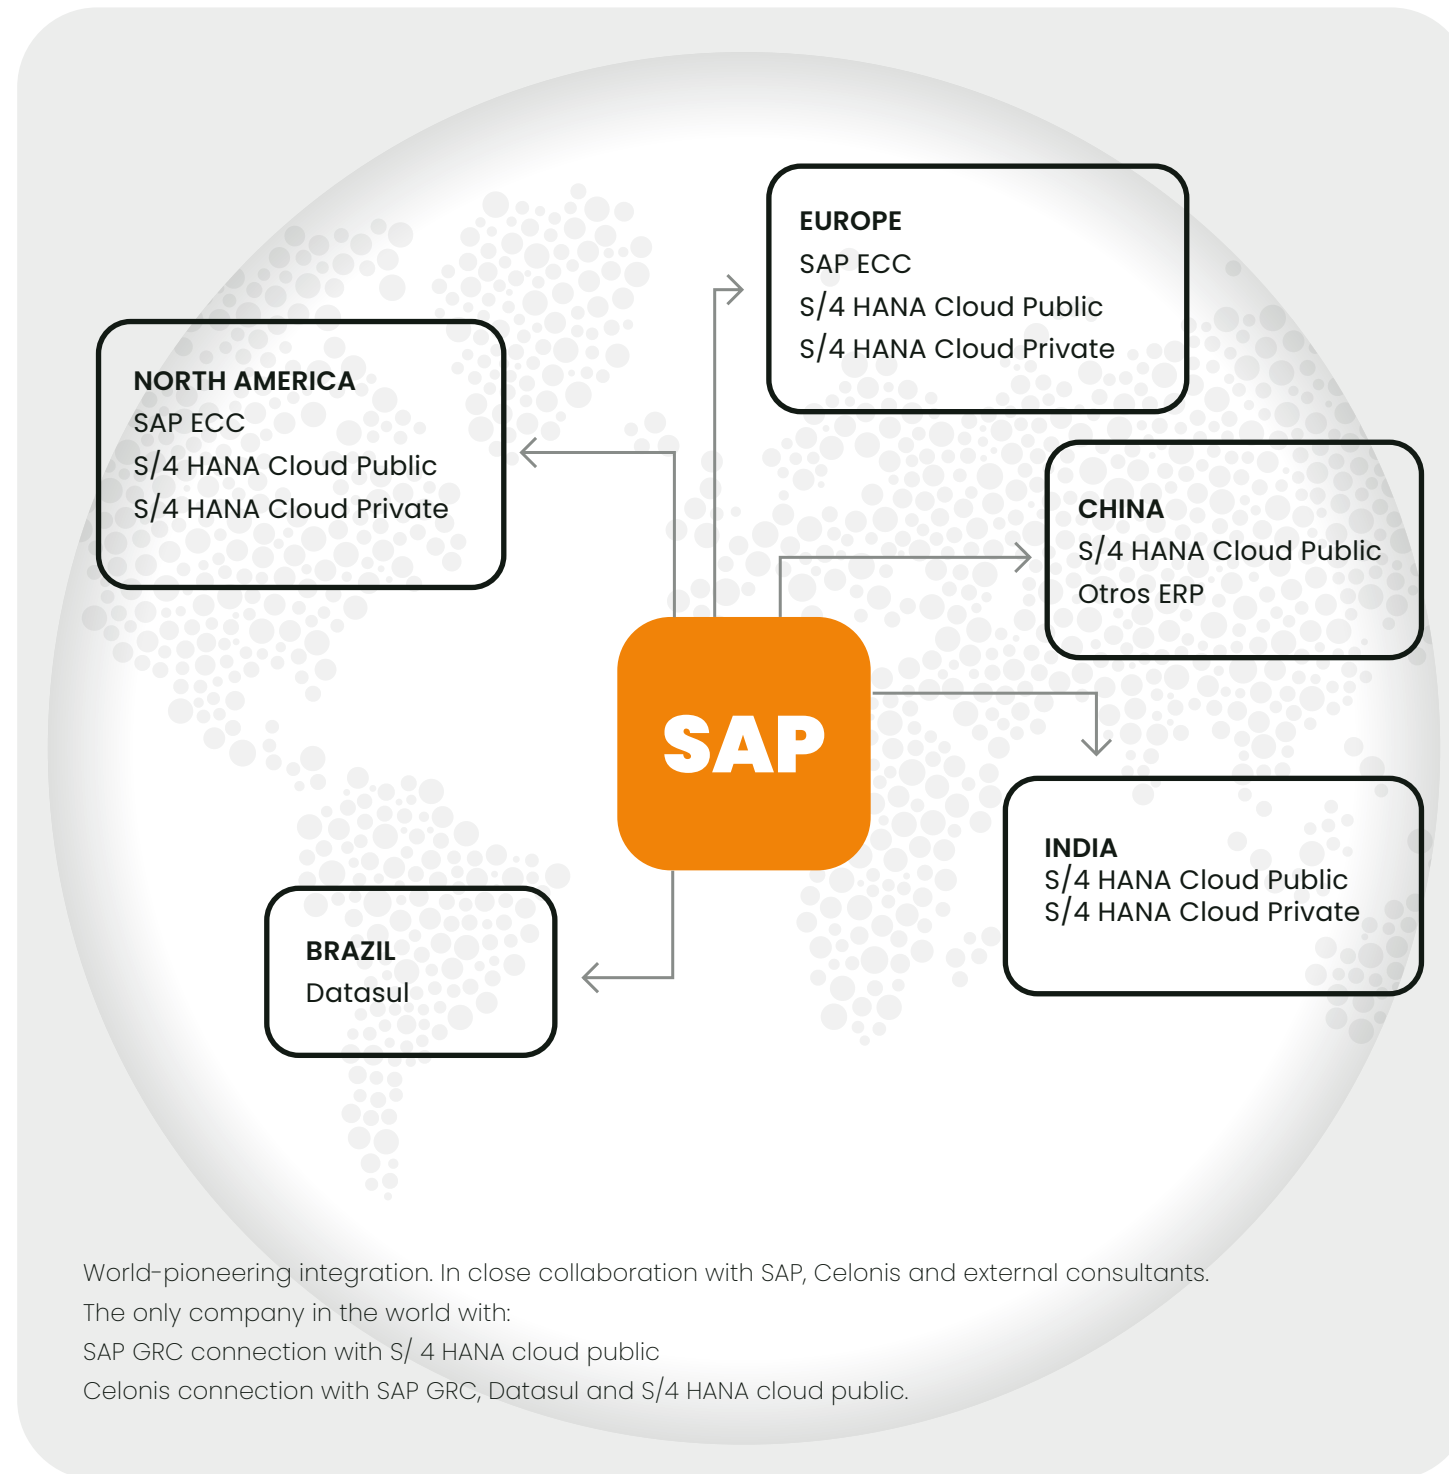 EUROPE
SAP ECC
S/4 HANA Cloud Public
S/4 HANA Cloud Private
NORTH AMERICA
SAP ECC
S/4 HANA Cloud Public
S/4 HANA Cloud Private
CHINA
S/4 HANA Cloud Public
Otros ERP
SAP
INDIA
S/4 HANA Cloud Public
S/4 HANA Cloud Private
BRAZIL
Datasul
World-pioneering integration. In close collaboration with SAP, Celonis and external consultants.
The only company in the world with:
SAP GRC connection with S/ 4 HANA cloud public
Celonis connection with SAP GRC, Datasul and S/4 HANA cloud public.